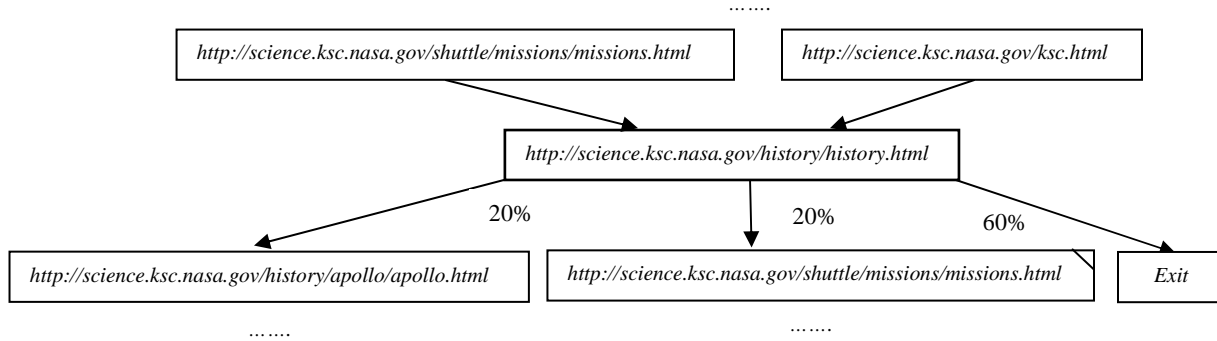 …….
http://science.ksc.nasa.gov/shuttle/missions/missions.html
http://science.ksc.nasa.gov/ksc.html
http://science.ksc.nasa.gov/history/history.html
20%
20%
60%
http://science.ksc.nasa.gov/history/apollo/apollo.html
http://science.ksc.nasa.gov/shuttle/missions/missions.html
Exit
…….
…….